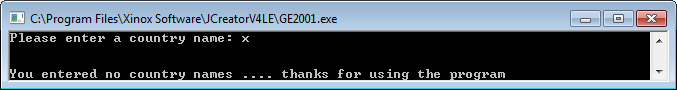 C:\Program Files\Xinox Software\JCreatorV4LE\GE2001.exe
Please enter a country name: x
You entered no country names .... thanks for using the program